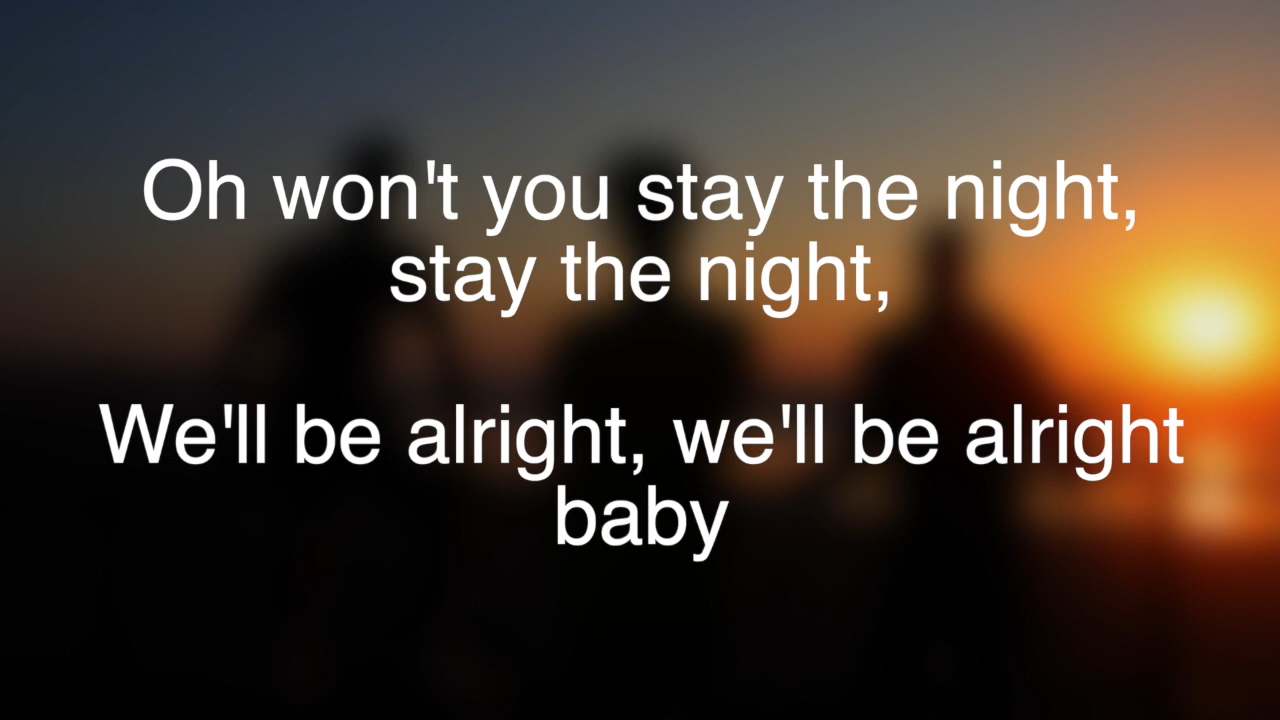 Oh won't you stay the night,
stay the night,
We'll be alright, we'll be alright
baby